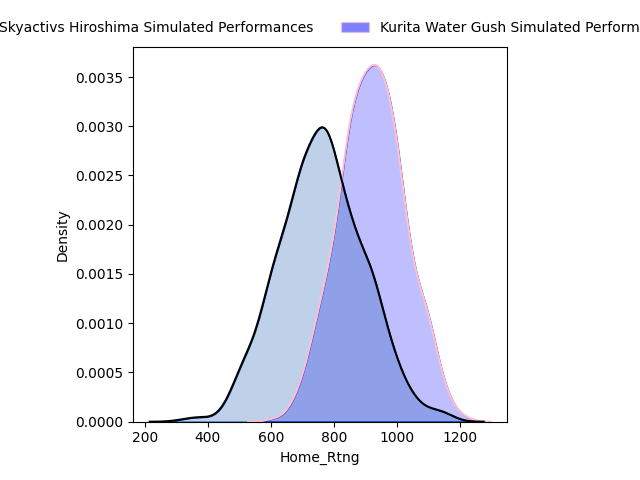 Skyactivs Hiroshima Simulated Performances
Kurita Water Gush Simulated Perform
0.0035
0.0030
0.0025
0.0020
0.0015
0.0010
0.0005
0.0000
Density
200 400 600 800 1000 1200
Home_Rtng